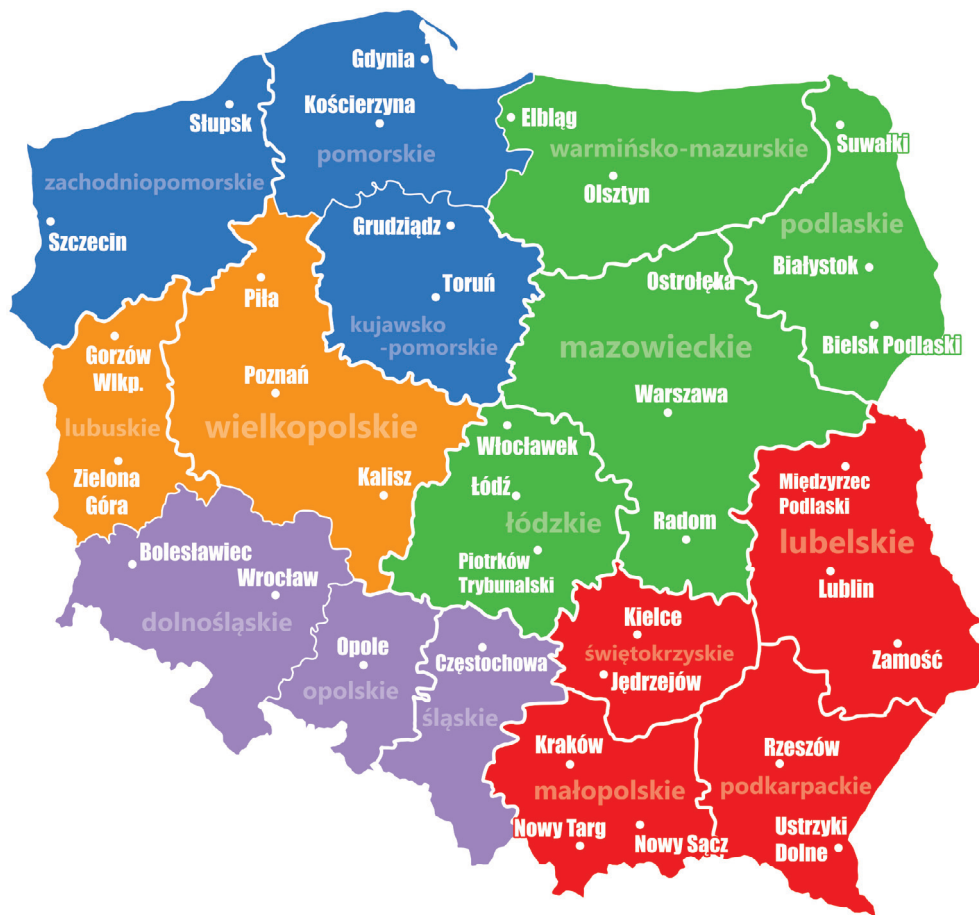 Gdynia
Słupsk
Kościerzyna
Elbląg
Suwałki
pomorskie
warmińsko-mazurskie
zachodniopomorskie
Olsztyn
Szczecin
Grudziądz
podlaskie
Białystok
Piła
Toruń
Ostrołęka
kujawsko
-pomorskie
Gorzów
Wlkp.
Bielsk Podlaski
mazowieckie
Poznań
Warszawa
lubuskie
wielkopolskie
Włocławek
Zielona
Góra
Kalisz
Łódź
Międzyrzec
Podlaski
łódzkie
Radom
lubelskie
Bolesławiec
Wrocław
Piotrków
Trybunalski
Lublin
dolnośląskie
Kielce
Opole
Częstochowa
świętokrzyskie
Zamość
opolskie
Jędrzejów
śląskie
Kraków
Rzeszów
małopolskie
podkarpackie
Nowy Targ
Nowy Sącz
Ustrzyki
Dolne